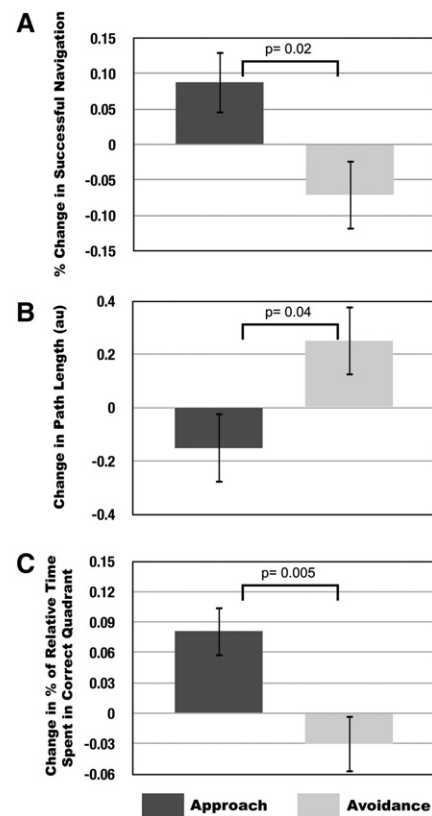 A
% Change in Successful Navigation
0.15
0.10
0.05
0
-0.05
-0.10
-0.15
p= 0.02
B
Change in Path Length (au)
0.4
0.2
0
-0.2
-0.4
p= 0.04
C
Change in % of Relative Time
Spent in Correct Quadrant
0.15
0.12
0.09
0.06
0.03
0
-0.03
-0.06
p= 0.005
Approach
Avoidance